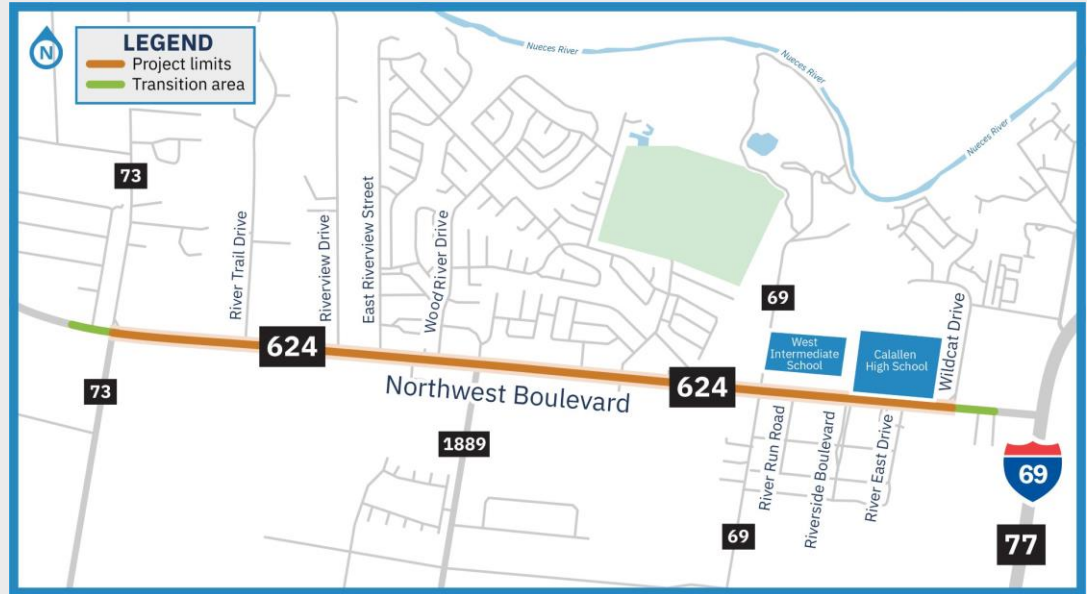 N
LEGEND
Project limits
Transition area
Nueces River
Nueces River
Nueces River
73
River Trail Drive
Riverview Drive
East Riverview Street
Wood River Drive
69
West
Intermediate
School
Calallen
High School
Wildcat Drive
624
624
Northwest Boulevard
73
1889
River Run Road
Riverside Boulevard
River East Drive
69
69
77